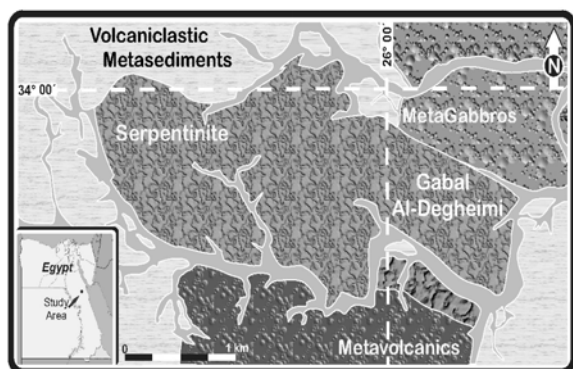 Volcaniclastic
Metasediments
26° 00'
N
34° 00'
Serpentinite
MetaGabbros
Gabal
Al-Degheimi
Egypt
Study
Area
0
1 km
Metavolcanics